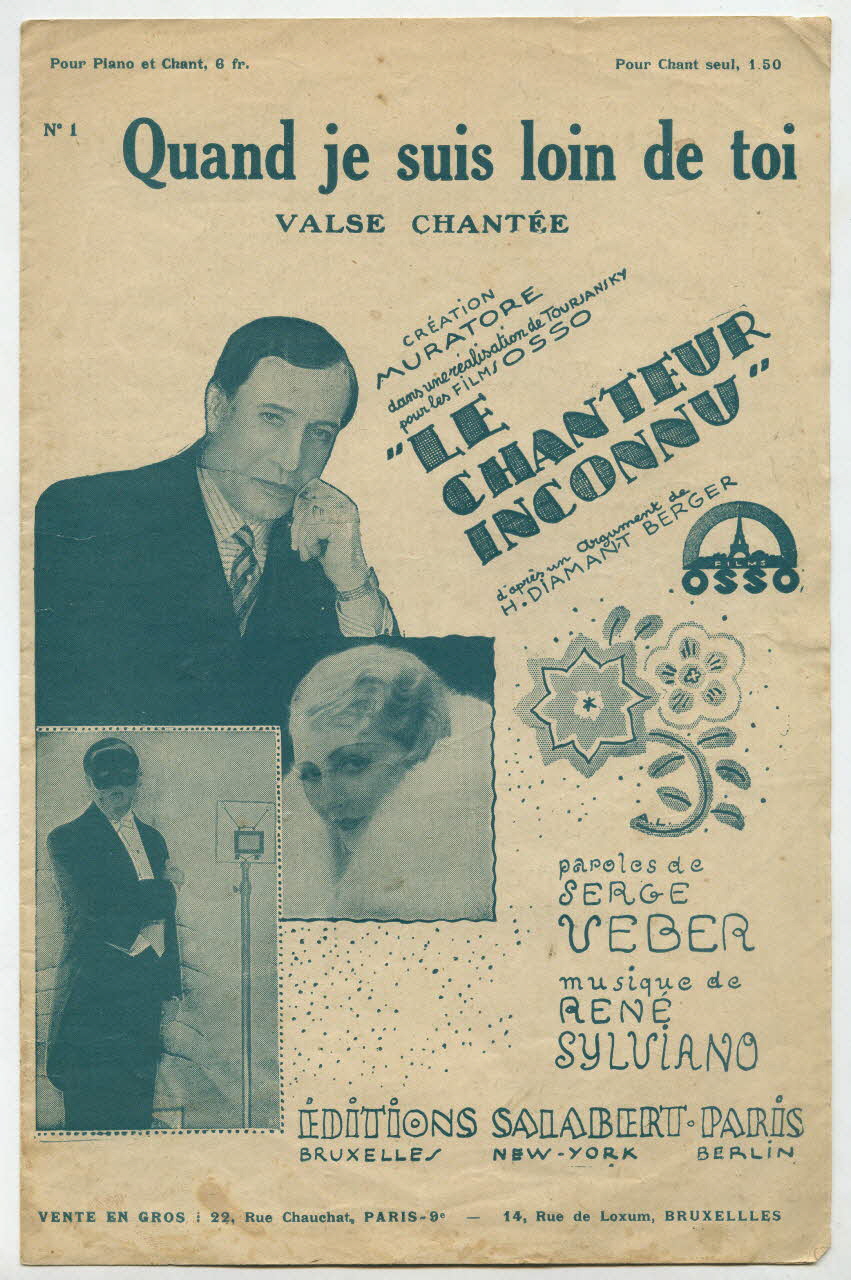 Pour Piano et Chant, 6 fr.
Pour Chant seul, 1.50
N° 1
Quand je suis loin de toi
VALSE CHANTÉE
CRÉATION
MURATORE
dans une réalisation de TOURJANSKY
pour les FILMS OSSO
"LE
CHANTEUR
INCONNU"
d'après un argument de
H. DIAMANT BERGER
FILMS
OSSO
A.L.
paroles de
SERGE
VEBER
musique de
RENÉ
SYLVIANO
ÉDITIONS SALABERT·PARIS
BRUXELLES NEW-YORK BERLIN
VENTE EN GROS : 22, Rue Chauchat, PARIS-9e — 14, Rue de Loxum, BRUXELLLES